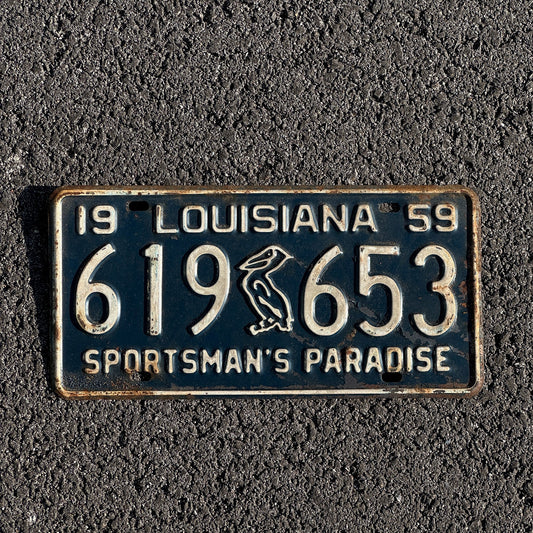 19 LOUISIANA 59
619 653
SPORTSMAN'S PARADISE